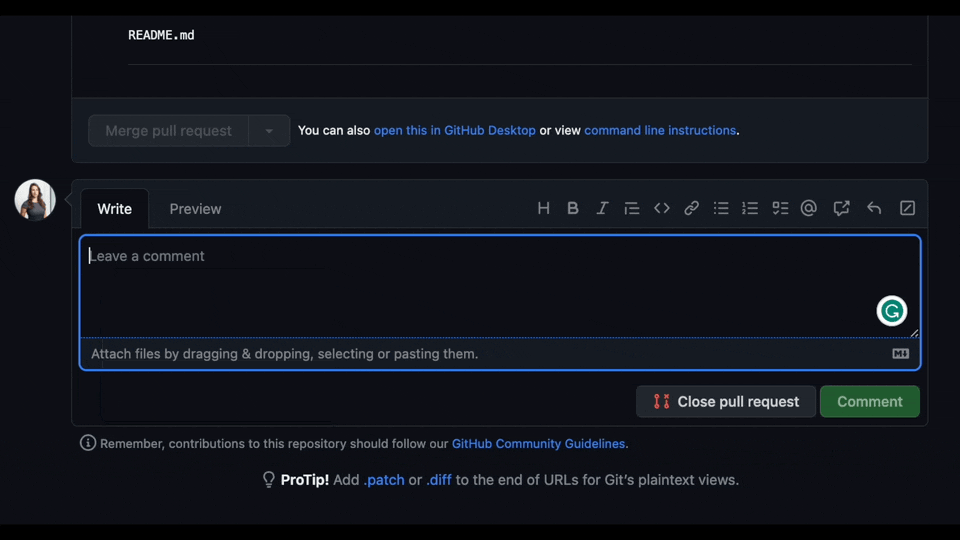 README.md
Merge pull request
You can also open this in GitHub Desktop or view command line instructions.
Write Preview
Leave a comment
Attach files by dragging & dropping, selecting or pasting them.
Close pull request Comment
Remember, contributions to this repository should follow our GitHub Community Guidelines.
ProTip! Add .patch or .diff to the end of URLs for Git's plaintext views.